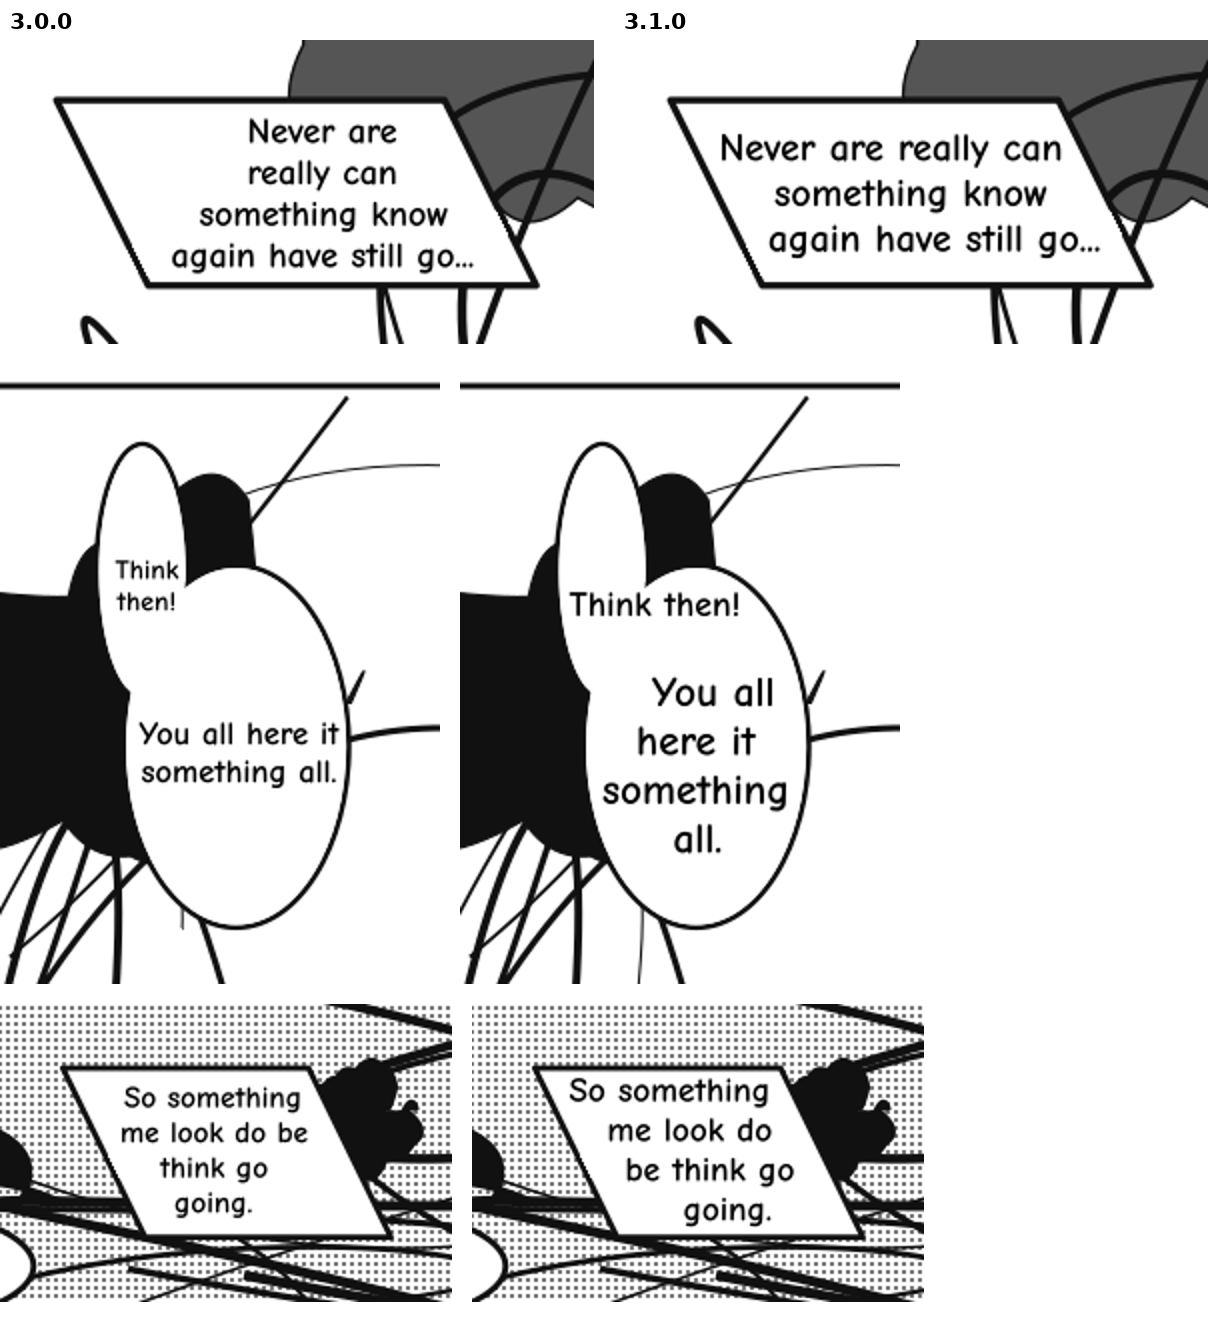 3.0.0
3.1.0
Never are
really can
something know
again have still go...
Never are really can
something know
again have still go...
Think
then!
You all here it
something all.
Think then!
You all
here it
something
all.
So something
me look do be
think go
going.
So something
me look do
be think go
going.